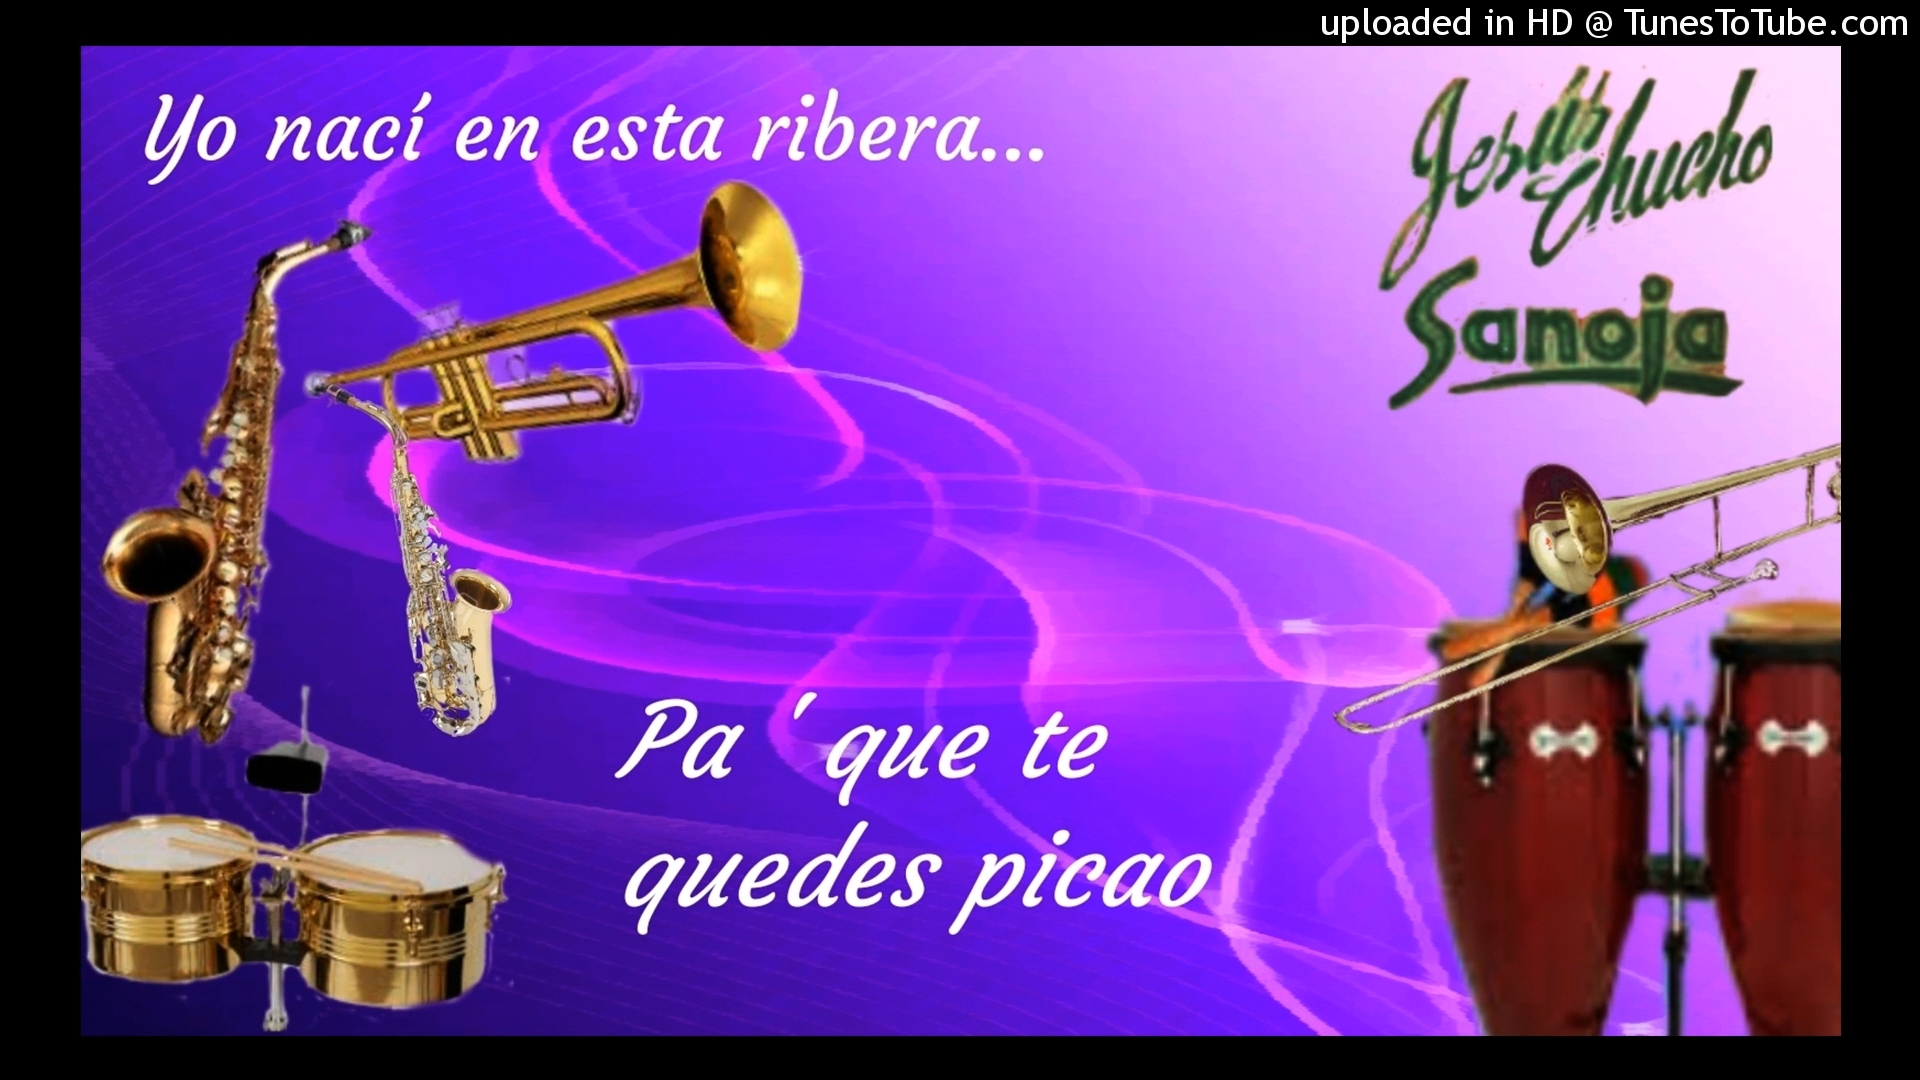 uploaded in HD @ TunesToTube.com
Yo nací en esta ribera...
Jesús Chucho
Sanoja
Pa ´que te
quedes picao